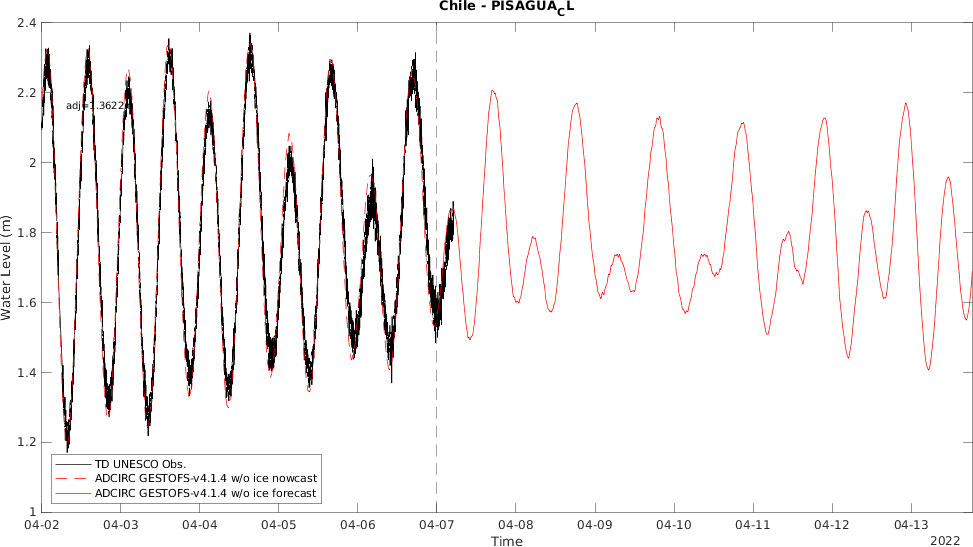 Chile - PISAGUA_CL
2.4
2.2
2
1.8
1.6
1.4
1.2
1
Water Level (m)
adj=1.3622
TD UNESCO Obs.
ADCIRC GESTOFS-v4.1.4 w/o ice nowcast
ADCIRC GESTOFS-v4.1.4 w/o ice forecast
04-02 04-03 04-04 04-05 04-06 04-07 04-08 04-09 04-10 04-11 04-12 04-13
Time
2022